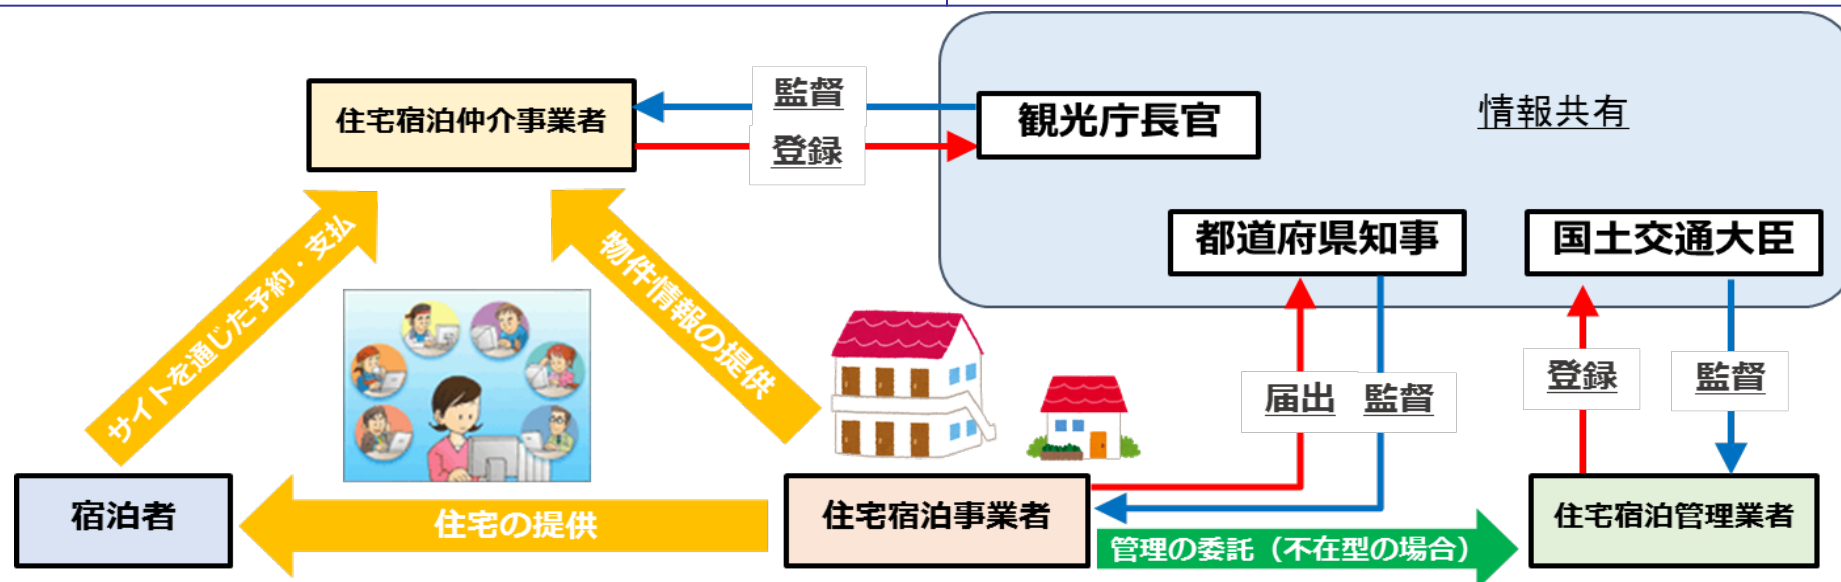 住宅宿泊仲介事業者
監督
登録
観光庁長官
情報共有
都道府県知事
国土交通大臣
サイトを通じた予約・支払
物件情報の提供
届出
監督
登録
監督
宿泊者
住宅の提供
住宅宿泊事業者
管理の委託（不在型の場合）
住宅宿泊管理業者